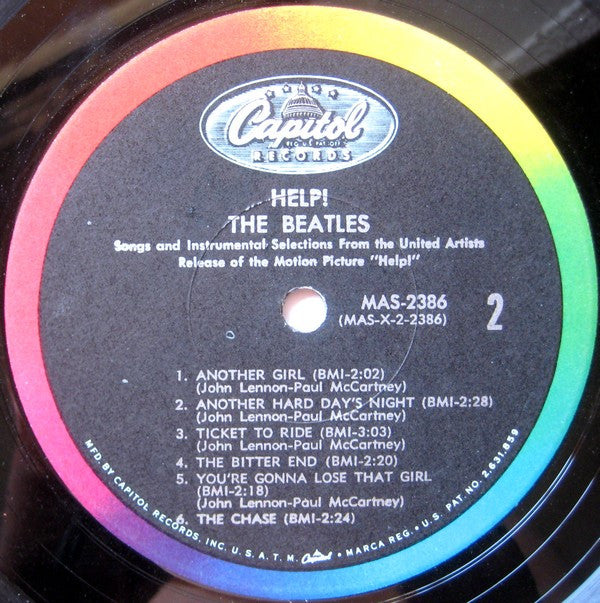 Capitol
REG. U.S. PAT. OFF.
RECORDS
HELP!
THE BEATLES
Songs and Instrumental Selections From the United Artists
Release of the Motion Picture "Help!"
MAS-2386
(MAS-X-2-2386)
2
1. ANOTHER GIRL (BMI-2:02)
(John Lennon-Paul McCartney)
2. ANOTHER HARD DAY'S NIGHT (BMI-2:28)
(John Lennon-Paul McCartney)
3. TICKET TO RIDE (BMI-3:03)
(John Lennon-Paul McCartney)
4. THE BITTER END (BMI-2:20)
5. YOU'RE GONNA LOSE THAT GIRL
(BMI-2:18)
(John Lennon-Paul McCartney)
6. THE CHASE (BMI-2:24)
MFD. BY CAPITOL RECORDS, INC. U.S.A. T.M. Capitol • MARCA REG. • U.S. PAT. NO. 2,631,859